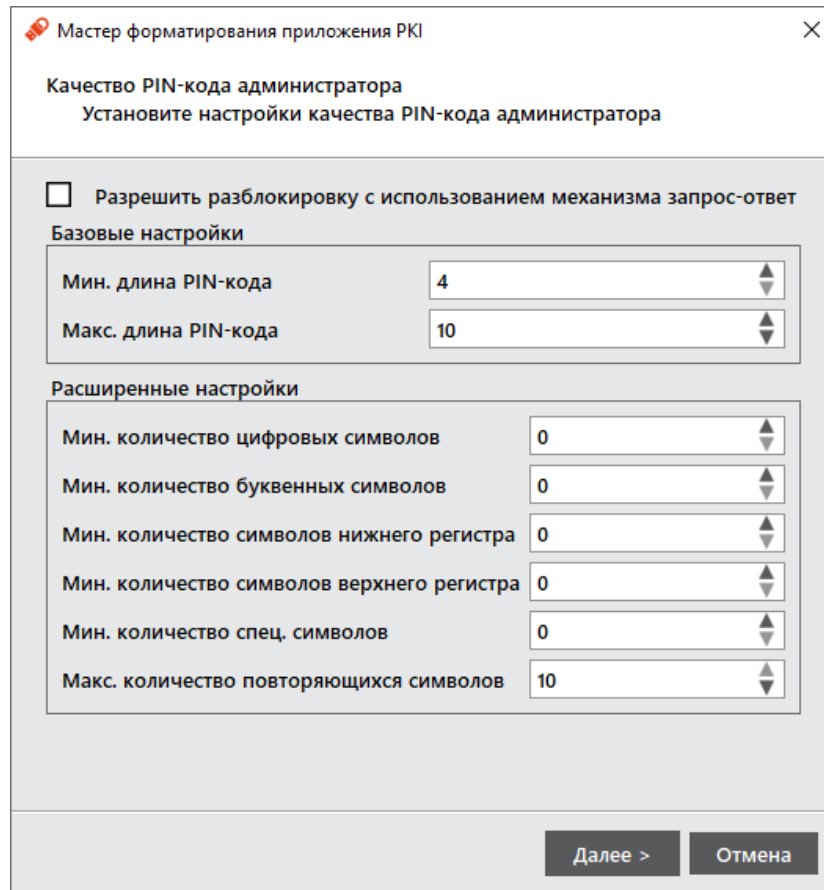 Мастер форматирования приложения PKI
Качество PIN-кода администратора
Установите настройки качества PIN-кода администратора
Разрешить разблокировку с использованием механизма запрос-ответ
Базовые настройки
Мин. длина PIN-кода 4
Макс. длина PIN-кода 10
Расширенные настройки
Мин. количество цифровых символов 0
Мин. количество буквенных символов 0
Мин. количество символов нижнего регистра 0
Мин. количество символов верхнего регистра 0
Мин. количество спец. символов 0
Макс. количество повторяющихся символов 10
Далее > Отмена